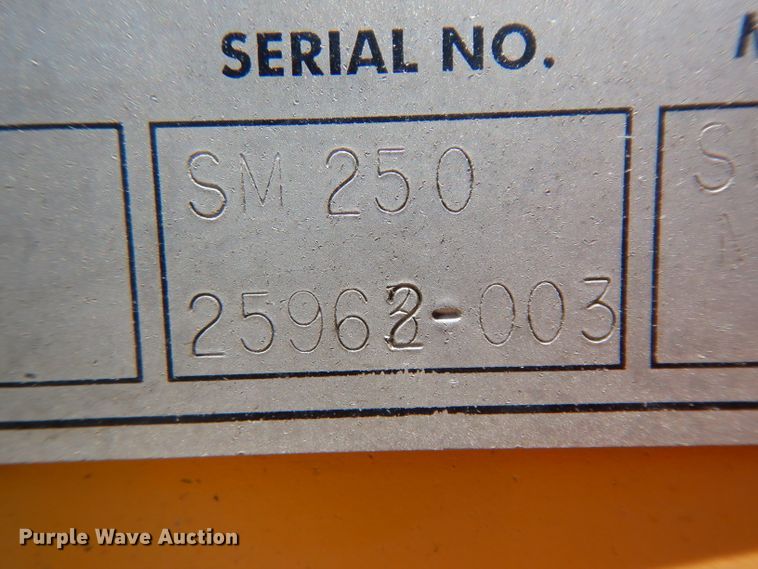 SERIAL NO.
SM 250
25962-003
Purple Wave Auction